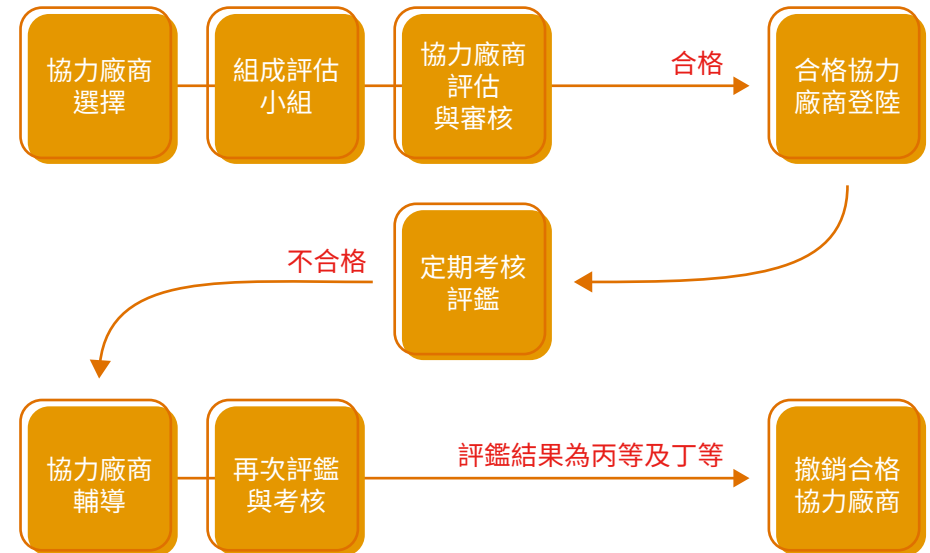 協力廠商
選擇
組成評估
小組
協力廠商
評估
與審核
合格
合格協力
廠商登陸
定期考核
評鑑
不合格
協力廠商
輔導
再次評鑑
與考核
評鑑結果為丙等及丁等
撤銷合格
協力廠商